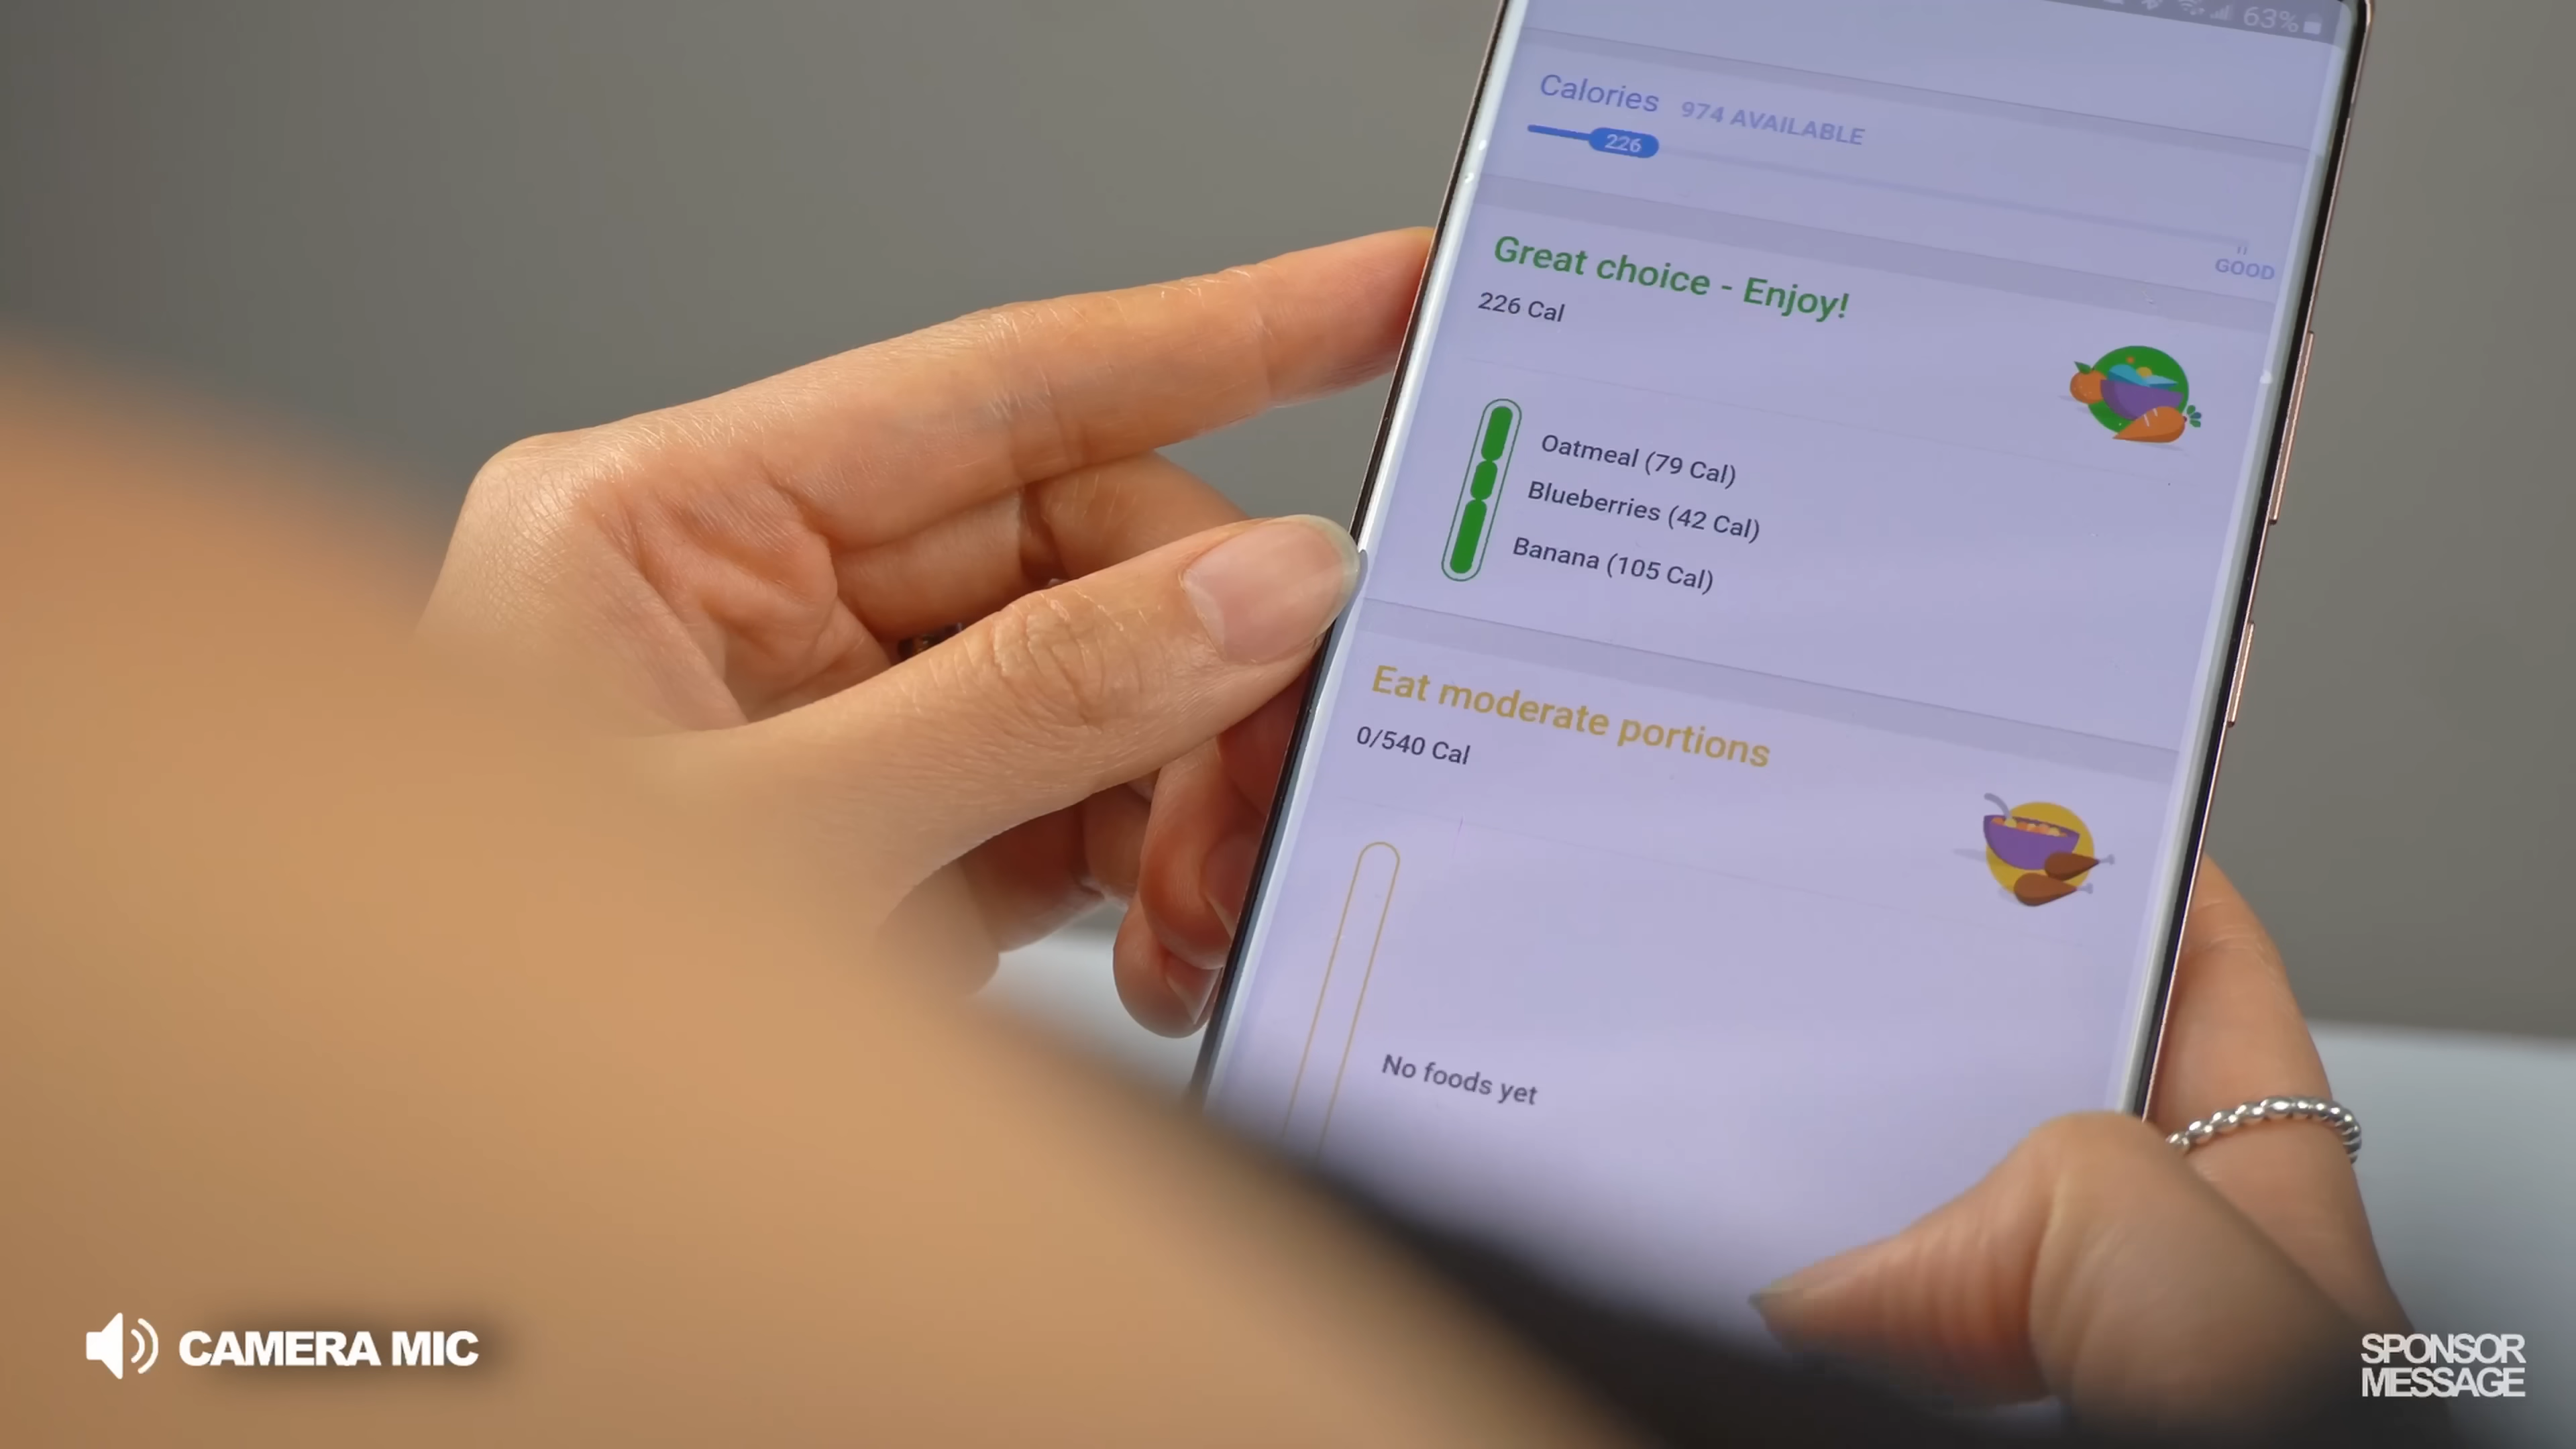 63%
Calories 974 AVAILABLE
226
GOOD
Great choice - Enjoy!
226 Cal
Oatmeal (79 Cal)
Blueberries (42 Cal)
Banana (105 Cal)
Eat moderate portions
0/540 Cal
No foods yet
CAMERA MIC
SPONSOR
MESSAGE